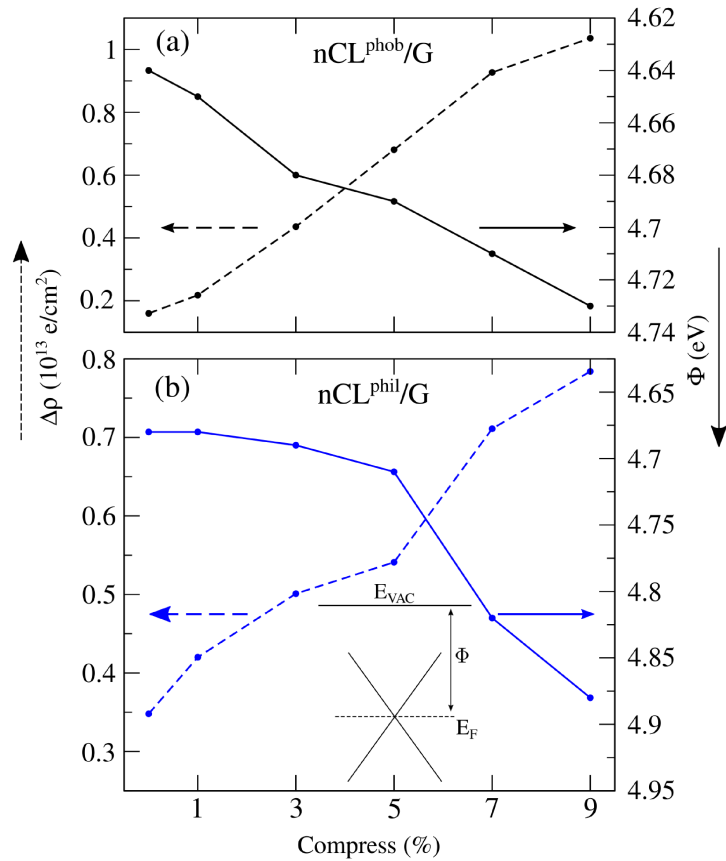 (a)
nCL^phob/G
1
0.8
0.6
0.4
0.2
4.62
4.64
4.66
4.68
4.7
4.72
4.74
Δρ (10^13 e/cm^2)
Φ (eV)
(b)
nCL^phil/G
0.8
0.7
0.6
0.5
0.4
0.3
4.65
4.7
4.75
4.8
4.85
4.9
4.95
E_VAC
Φ
E_F
1 3 5 7 9
Compress (%)